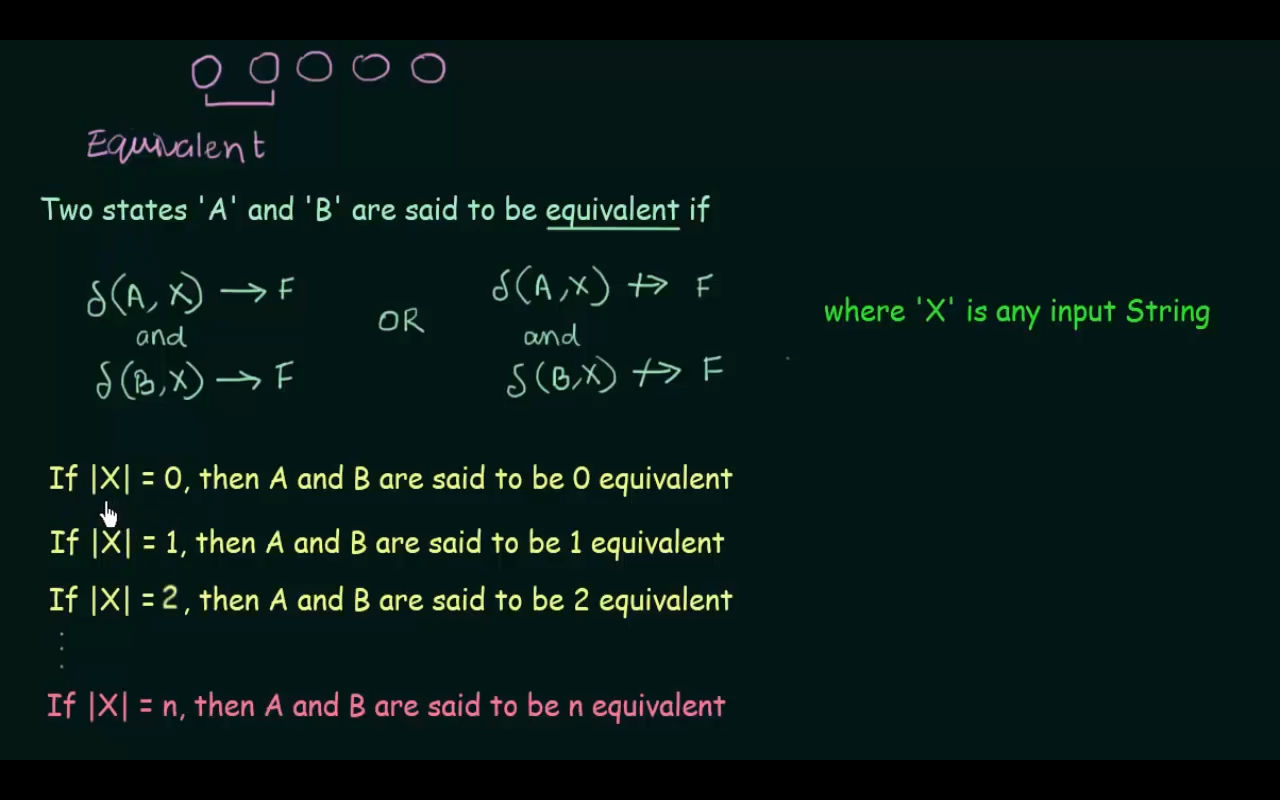 Equivalent
Two states 'A' and 'B' are said to be equivalent if
δ(A, X) → F
and
δ(B, X) → F
OR
δ(A, X) ↛ F
and
δ(B, X) ↛ F
where 'X' is any input String
If |X| = 0, then A and B are said to be 0 equivalent
If |X| = 1, then A and B are said to be 1 equivalent
If |X| = 2, then A and B are said to be 2 equivalent
⋮
If |X| = n, then A and B are said to be n equivalent